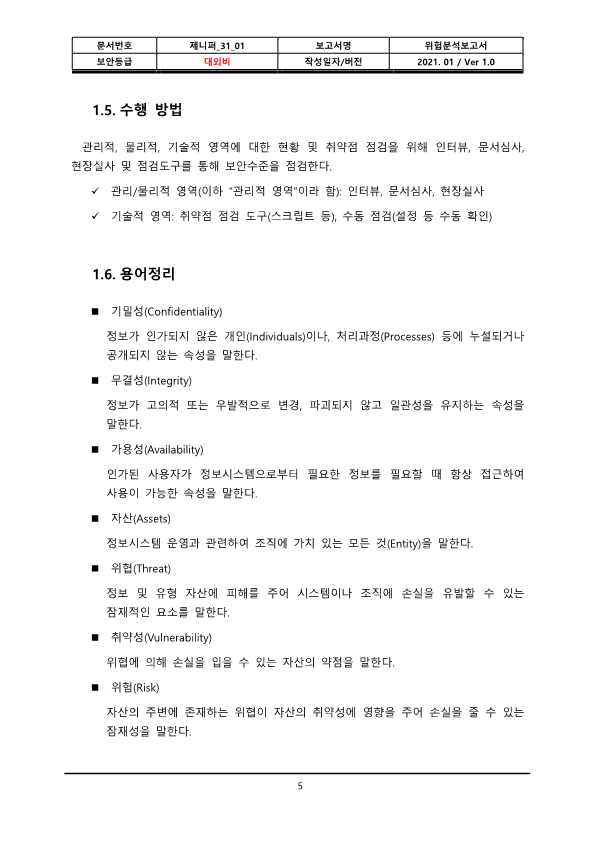 문서번호 제니퍼_31_01 보고서명 위험분석보고서
보안등급 대외비 작성일자/버전 2021. 01 / Ver 1.0
1.5. 수행 방법
관리적, 물리적, 기술적 영역에 대한 현황 및 취약점 점검을 위해 인터뷰, 문서심사,
현장실사 및 점검도구를 통해 보안수준을 점검한다.
✓ 관리/물리적 영역(이하 “관리적 영역”이라 함): 인터뷰, 문서심사, 현장실사
✓ 기술적 영역: 취약점 점검 도구(스크립트 등), 수동 점검(설정 등 수동 확인)
1.6. 용어정리
■ 기밀성(Confidentiality)
정보가 인가되지 않은 개인(Individuals)이나, 처리과정(Processes) 등에 누설되거나
공개되지 않는 속성을 말한다.
■ 무결성(Integrity)
정보가 고의적 또는 우발적으로 변경, 파괴되지 않고 일관성을 유지하는 속성을
말한다.
■ 가용성(Availability)
인가된 사용자가 정보시스템으로부터 필요한 정보를 필요할 때 항상 접근하여
사용이 가능한 속성을 말한다.
■ 자산(Assets)
정보시스템 운영과 관련하여 조직에 가치 있는 모든 것(Entity)을 말한다.
■ 위협(Threat)
정보 및 유형 자산에 피해를 주어 시스템이나 조직에 손실을 유발할 수 있는
잠재적인 요소를 말한다.
■ 취약성(Vulnerability)
위협에 의해 손실을 입을 수 있는 자산의 약점을 말한다.
■ 위험(Risk)
자산의 주변에 존재하는 위협이 자산의 취약성에 영향을 주어 손실을 줄 수 있는
잠재성을 말한다.
5